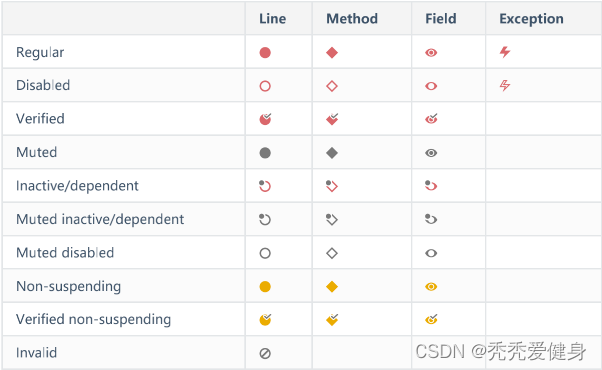 Line Method Field Exception
Regular
Disabled
Verified
Muted
Inactive/dependent
Muted inactive/dependent
Muted disabled
Non-suspending
Verified non-suspending
Invalid
CSDN @秃秃爱健身